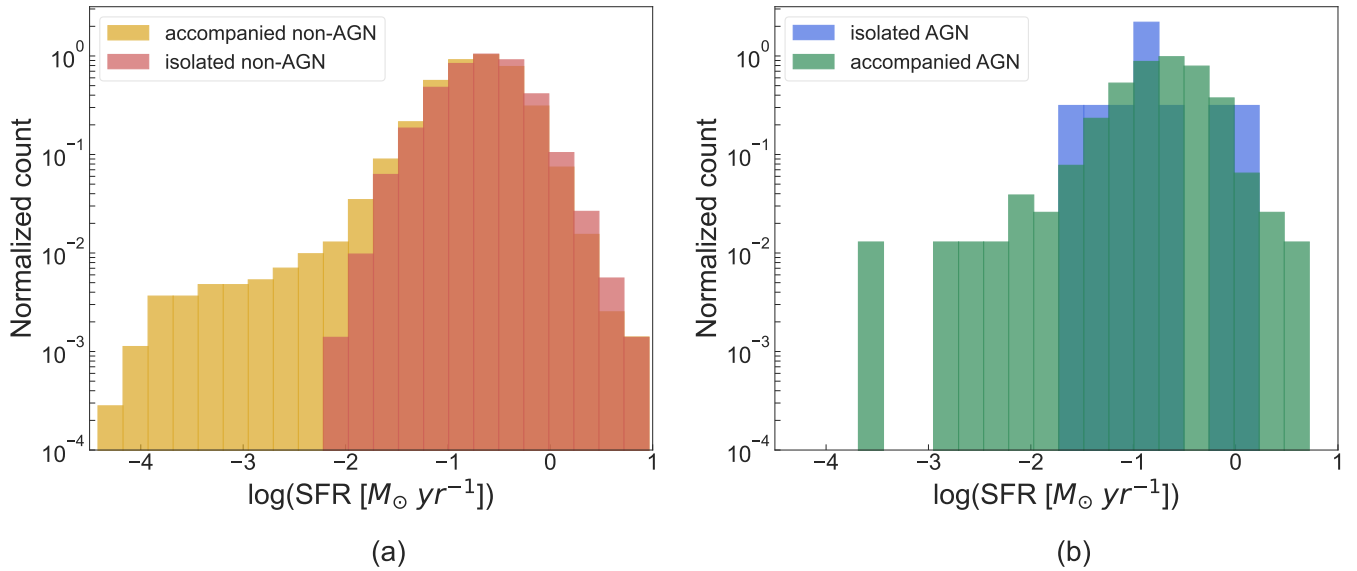 accompanied non-AGN
isolated non-AGN
Normalized count
10^0
10^−1
10^−2
10^−3
10^−4
−4 −3 −2 −1 0 1
log(SFR [M_⊙ yr^−1])
(a)
isolated AGN
accompanied AGN
Normalized count
10^0
10^−1
10^−2
10^−3
10^−4
−4 −3 −2 −1 0 1
log(SFR [M_⊙ yr^−1])
(b)